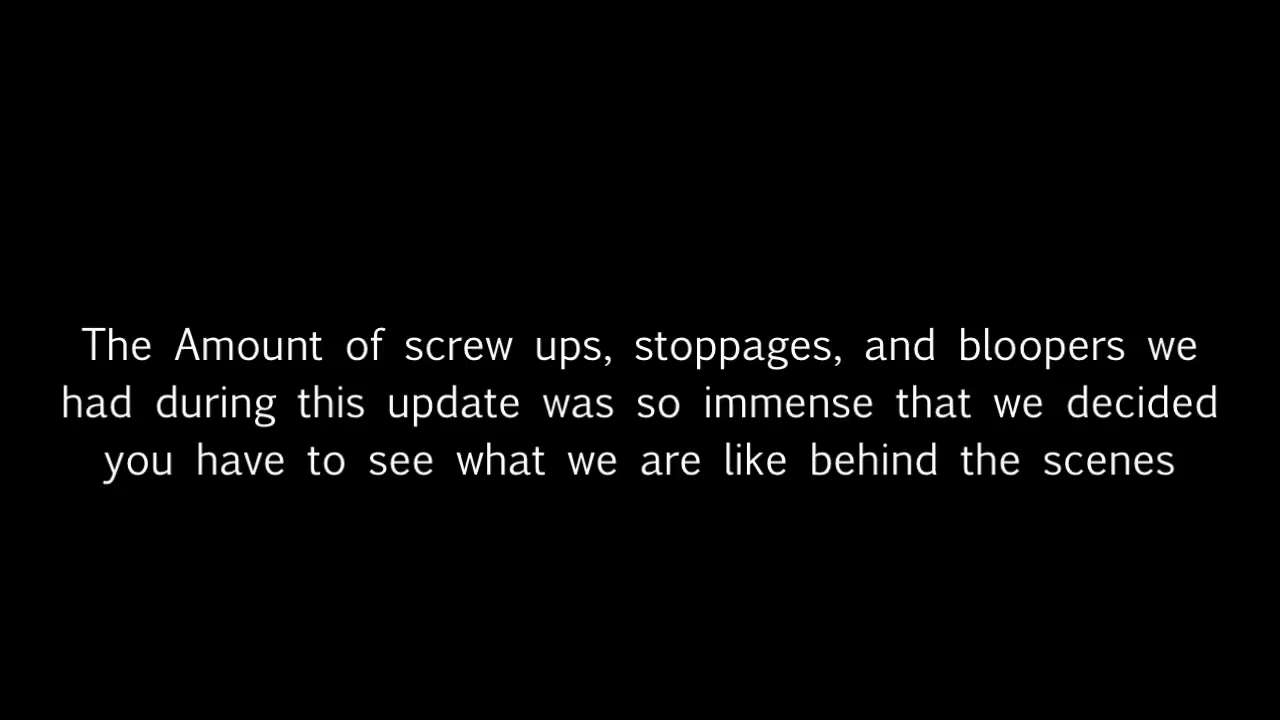 The Amount of screw ups, stoppages, and bloopers we
had during this update was so immense that we decided
you have to see what we are like behind the scenes